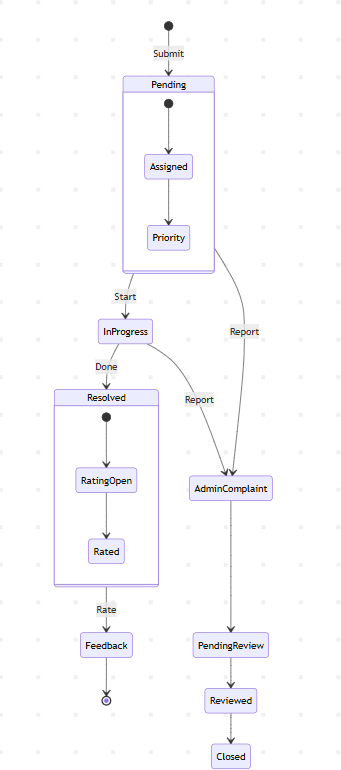 Submit
Pending
Assigned
Priority
Start
Report
InProgress
Done
Report
Resolved
RatingOpen
AdminComplaint
Rated
Rate
Feedback
PendingReview
Reviewed
Closed